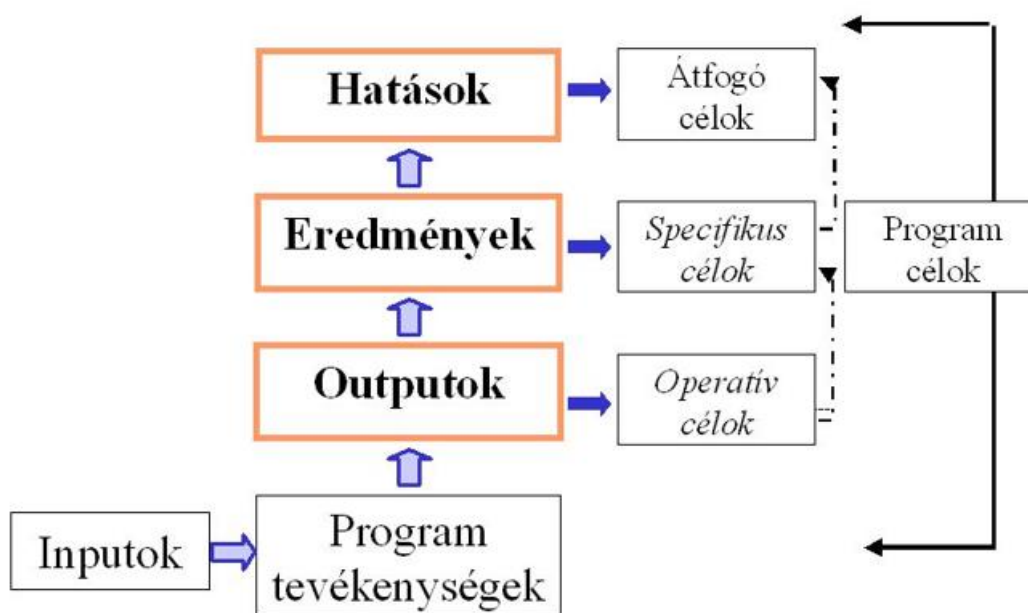 Hatások
Átfogó
célok
Eredmények
Specifikus
célok
Program
célok
Outputok
Operatív
célok
Inputok
Program
tevékenységek